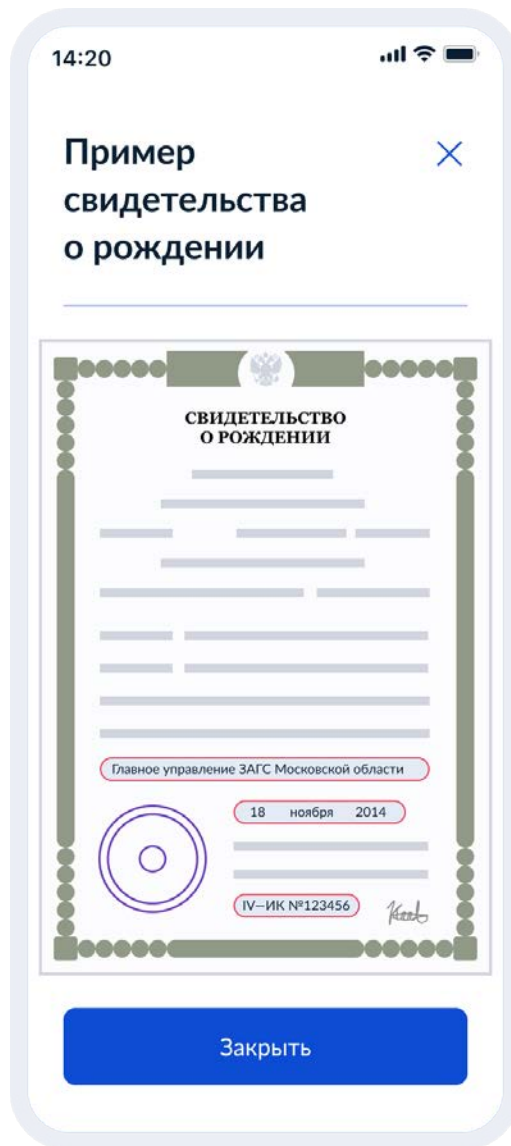 14:20
Пример
свидетельства
о рождении
СВИДЕТЕЛЬСТВО
О РОЖДЕНИИ
Главное управление ЗАГС Московской области
18 ноября 2014
IV–ИК №123456
Закрыть